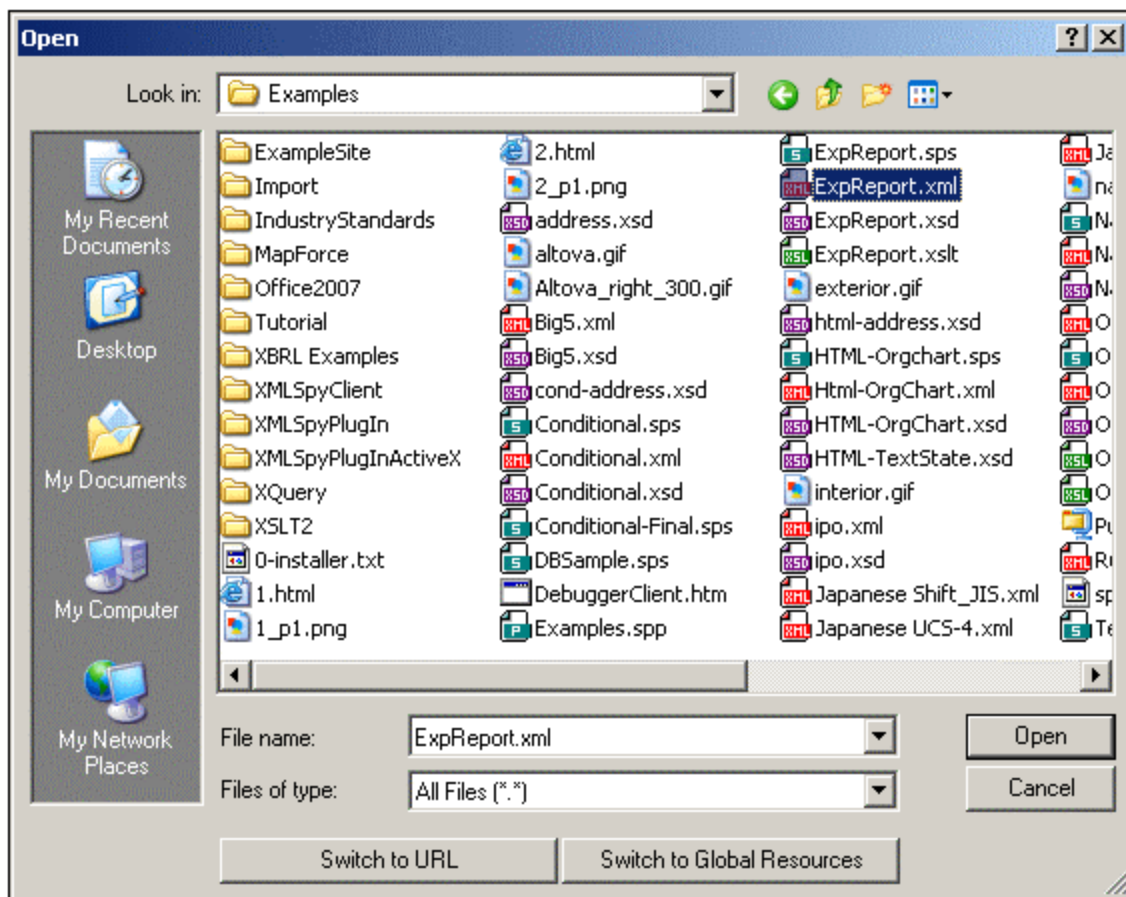 Open
Look in: Examples
My Recent
Documents
Desktop
My Documents
My Computer
My Network
Places
ExampleSite
Import
IndustryStandards
MapForce
Office2007
Tutorial
XBRL Examples
XMLSpyClient
XMLSpyPlugIn
XMLSpyPlugInActiveX
XQuery
XSLT2
0-installer.txt
1.html
1_p1.png
2.html
2_p1.png
address.xsd
altova.gif
Altova_right_300.gif
Big5.xml
Big5.xsd
cond-address.xsd
Conditional.sps
Conditional.xml
Conditional.xsd
Conditional-Final.sps
DBSample.sps
DebuggerClient.htm
Examples.spp
ExpReport.sps
ExpReport.xml
ExpReport.xsd
ExpReport.xslt
exterior.gif
html-address.xsd
HTML-Orgchart.sps
Html-OrgChart.xml
HTML-OrgChart.xsd
HTML-TextState.xsd
interior.gif
ipo.xml
ipo.xsd
Japanese Shift_JIS.xml
Japanese UCS-4.xml
File name: ExpReport.xml
Open
Files of type: All Files (*.*)
Cancel
Switch to URL
Switch to Global Resources